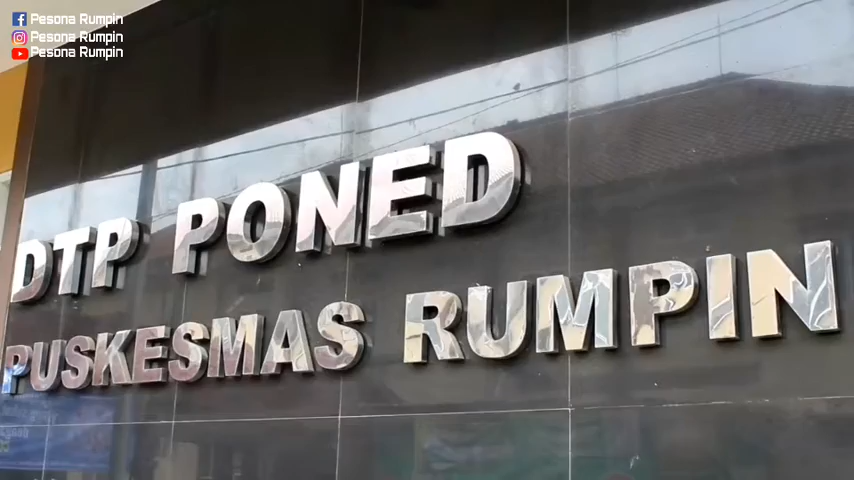 Pesona Rumpin
Pesona Rumpin
Pesona Rumpin
DTP PONED
PUSKESMAS RUMPIN